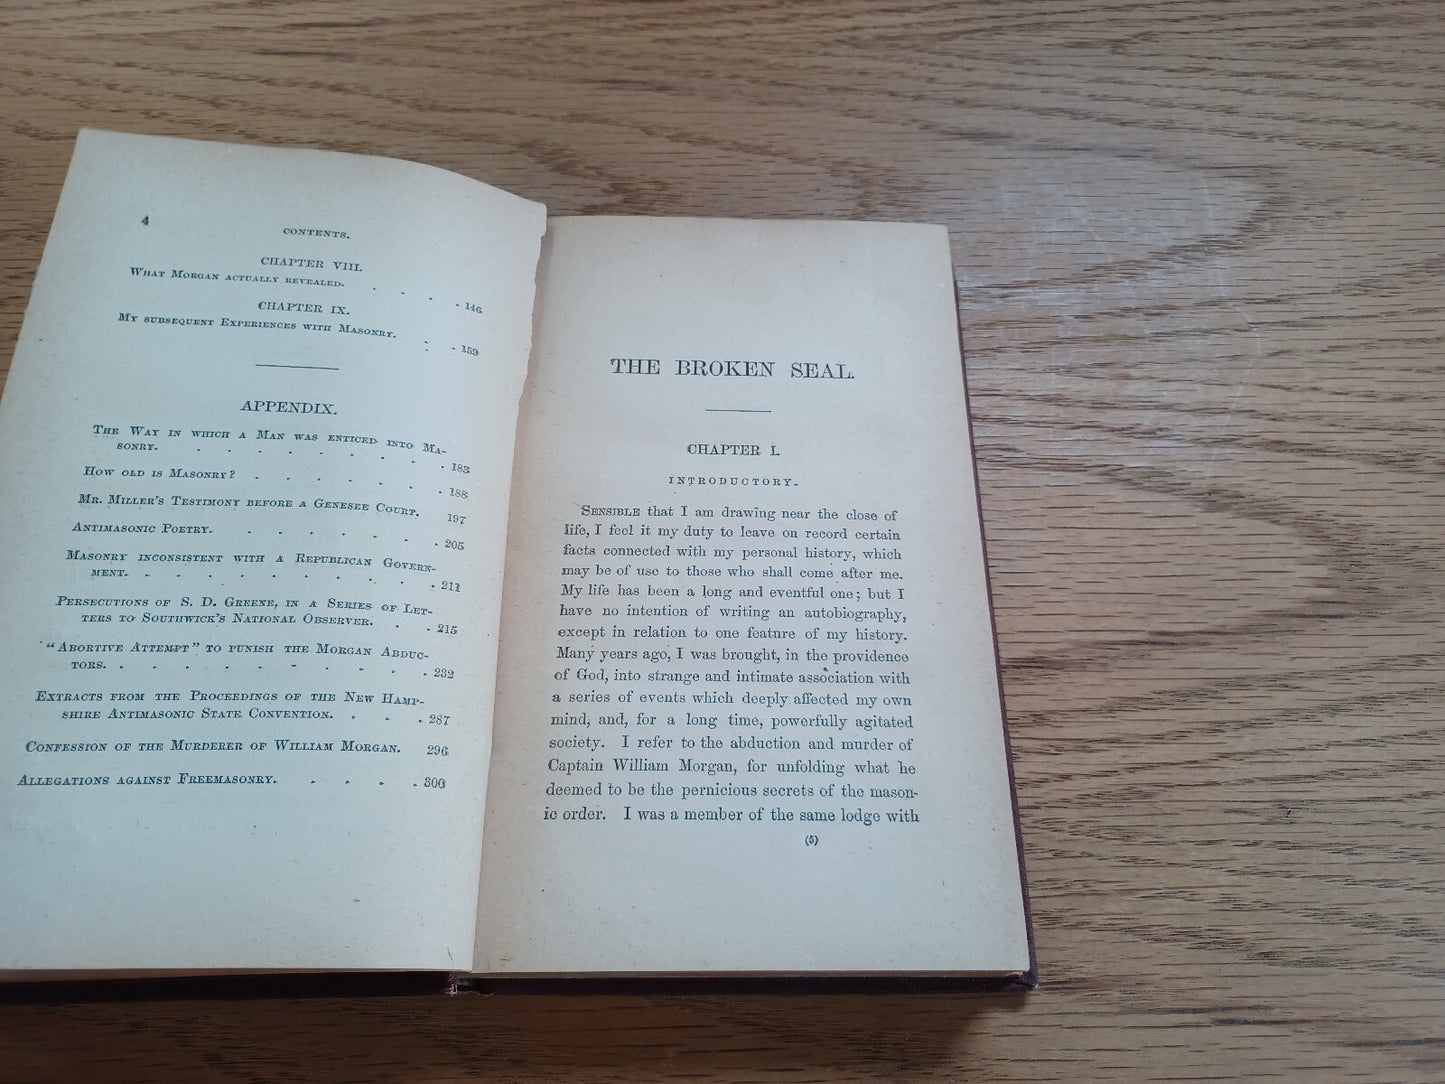 4
CONTENTS.
CHAPTER VIII.
WHAT MORGAN ACTUALLY REVEALED. . . . . 146
CHAPTER IX.
MY SUBSEQUENT EXPERIENCES WITH MASONRY. . . 159
APPENDIX.
THE WAY IN WHICH A MAN WAS ENTICED INTO MA-
SONRY. . . . . . . . . 183
HOW OLD IS MASONRY? . . . . . . . 188
MR. MILLER'S TESTIMONY BEFORE A GENESEE COURT. 197
ANTIMASONIC POETRY. . . . . . . . 205
MASONRY INCONSISTENT WITH A REPUBLICAN GOVERN-
MENT. . . . . . . . . . 211
PERSECUTIONS OF S. D. GREENE, IN A SERIES OF LET-
TERS TO SOUTHWICK'S NATIONAL OBSERVER. . . 215
"ABORTIVE ATTEMPT" TO PUNISH THE MORGAN ABDUC-
TORS. . . . . . . . . . 232
EXTRACTS FROM THE PROCEEDINGS OF THE NEW HAMP-
SHIRE ANTIMASONIC STATE CONVENTION. . . . 287
CONFESSION OF THE MURDERER OF WILLIAM MORGAN. 296
ALLEGATIONS AGAINST FREEMASONRY. . . . . 300
THE BROKEN SEAL.
CHAPTER I.
INTRODUCTORY.
SENSIBLE that I am drawing near the close of
life, I feel it my duty to leave on record certain
facts connected with my personal history, which
may be of use to those who shall come after me.
My life has been a long and eventful one; but I
have no intention of writing an autobiography,
except in relation to one feature of my history.
Many years ago, I was brought, in the providence
of God, into strange and intimate association with
a series of events which deeply affected my own
mind, and, for a long time, powerfully agitated
society. I refer to the abduction and murder of
Captain William Morgan, for unfolding what he
deemed to be the pernicious secrets of the mason-
ic order. I was a member of the same lodge with
(5)